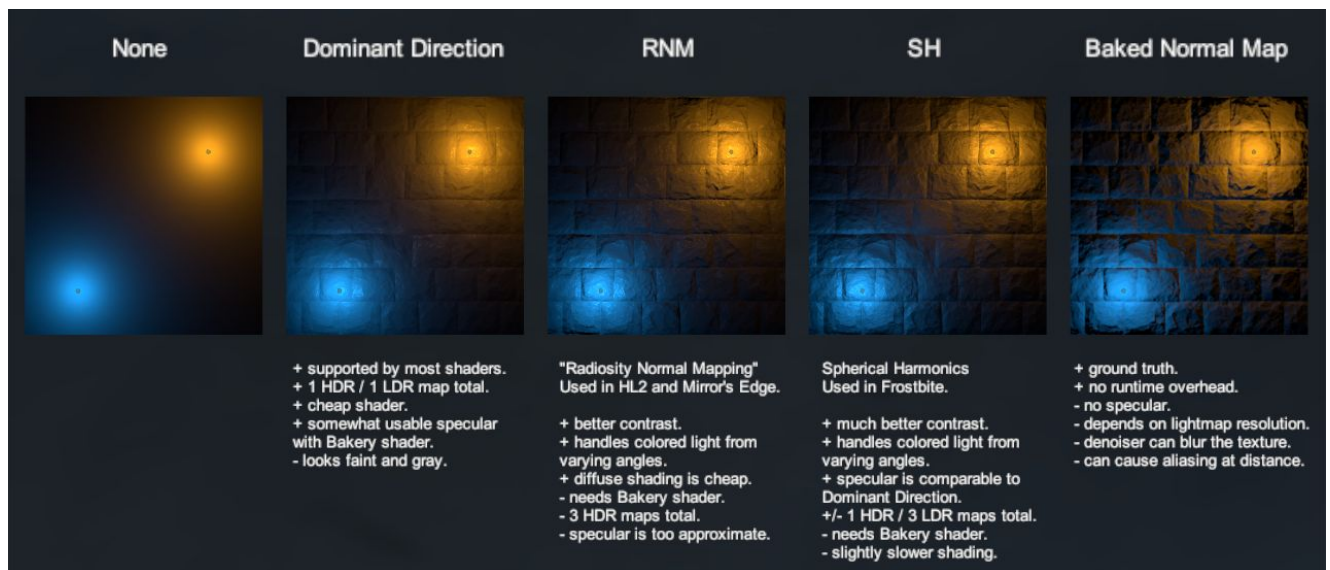 None
Dominant Direction
RNM
SH
Baked Normal Map
+ supported by most shaders.
+ 1 HDR / 1 LDR map total.
+ cheap shader.
+ somewhat usable specular
with Bakery shader.
- looks faint and gray.
"Radiosity Normal Mapping"
Used in HL2 and Mirror's Edge.
+ better contrast.
+ handles colored light from
varying angles.
+ diffuse shading is cheap.
- needs Bakery shader.
- 3 HDR maps total.
- specular is too approximate.
Spherical Harmonics
Used in Frostbite.
+ much better contrast.
+ handles colored light from
varying angles.
+ specular is comparable to
Dominant Direction.
+/- 1 HDR / 3 LDR maps total.
- needs Bakery shader.
- slightly slower shading.
+ ground truth.
+ no runtime overhead.
- no specular.
- depends on lightmap resolution.
- denoiser can blur the texture.
- can cause aliasing at distance.